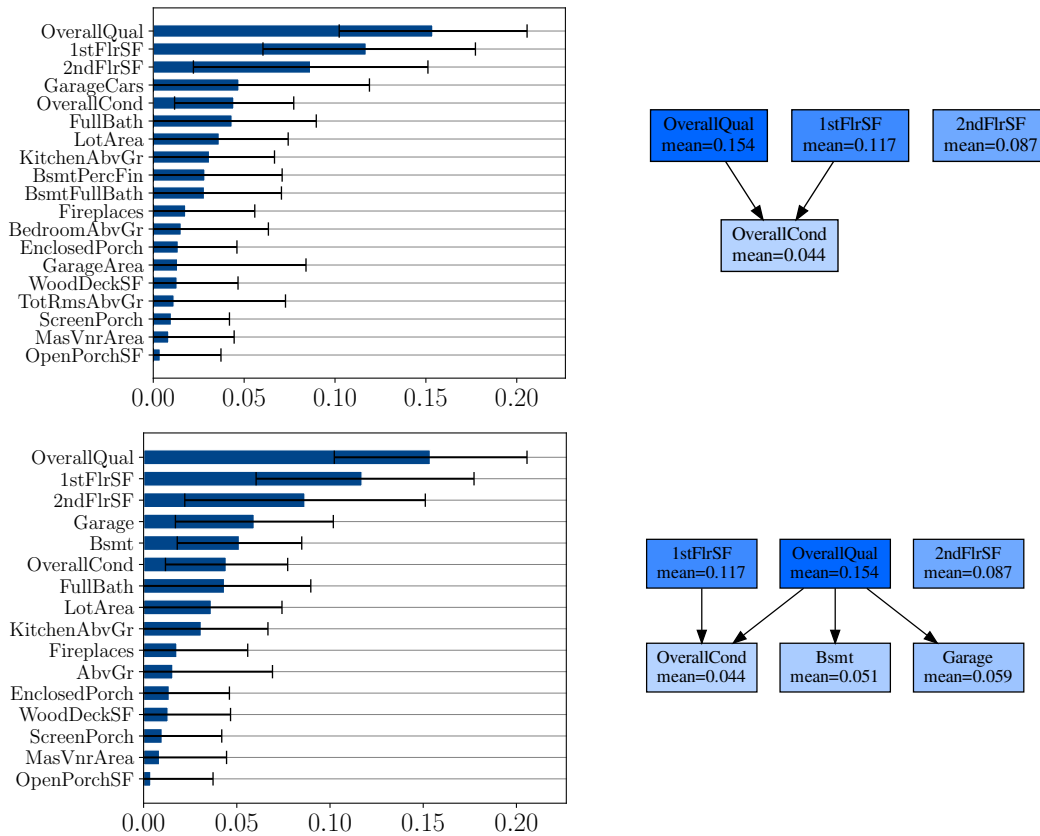 OverallQual
1stFlrSF
2ndFlrSF
GarageCars
OverallCond
FullBath
LotArea
KitchenAbvGr
BsmtPercFin
BsmtFullBath
Fireplaces
BedroomAbvGr
EnclosedPorch
GarageArea
WoodDeckSF
TotRmsAbvGr
ScreenPorch
MasVnrArea
OpenPorchSF
0.00 0.05 0.10 0.15 0.20
OverallQual
mean=0.154
1stFlrSF
mean=0.117
2ndFlrSF
mean=0.087
OverallCond
mean=0.044
OverallQual
1stFlrSF
2ndFlrSF
Garage
Bsmt
OverallCond
FullBath
LotArea
KitchenAbvGr
Fireplaces
AbvGr
EnclosedPorch
WoodDeckSF
ScreenPorch
MasVnrArea
OpenPorchSF
0.00 0.05 0.10 0.15 0.20
1stFlrSF
mean=0.117
OverallQual
mean=0.154
2ndFlrSF
mean=0.087
OverallCond
mean=0.044
Bsmt
mean=0.051
Garage
mean=0.059